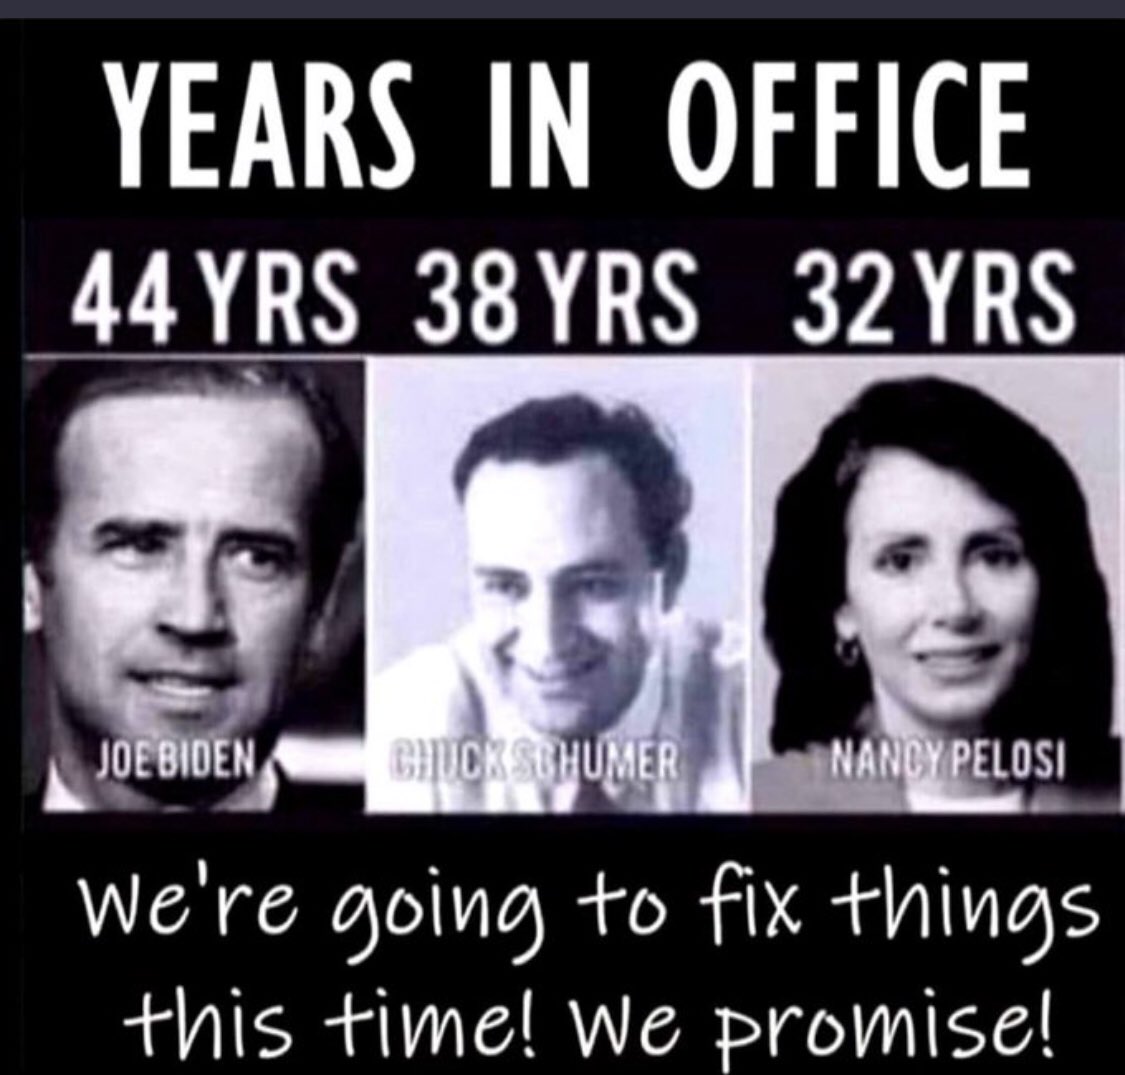 YEARS IN OFFICE
44 YRS 38 YRS 32 YRS
JOE BIDEN CHUCK SCHUMER NANCY PELOSI
We're going to fix things
this time! We promise!